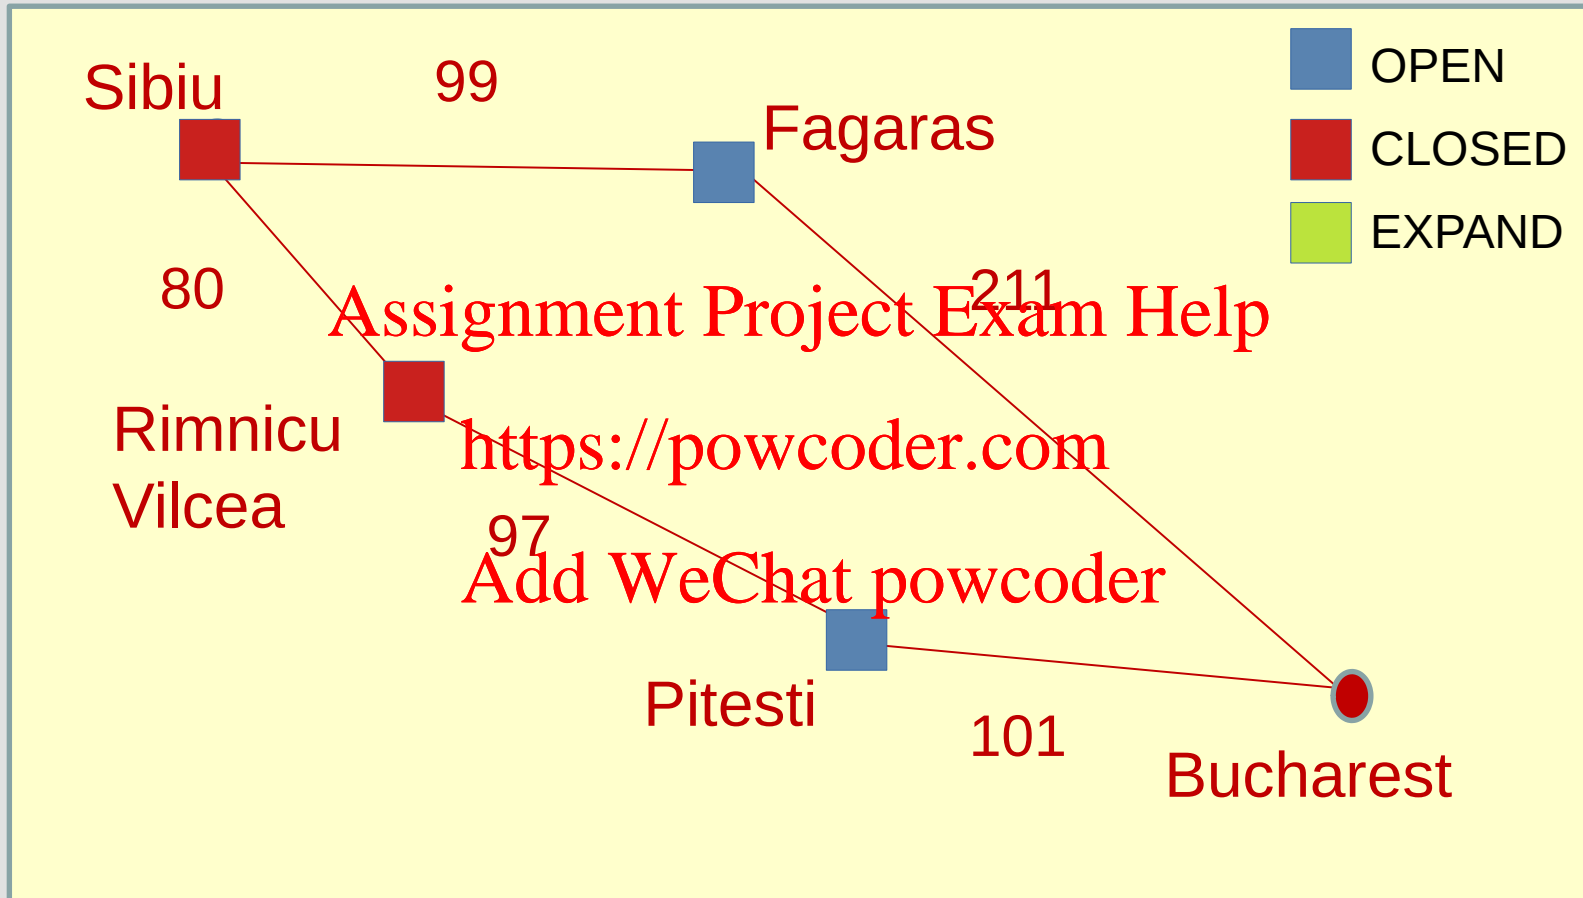 Sibiu
99
Fagaras
OPEN
CLOSED
EXPAND
80
211
Assignment Project Exam Help
Rimnicu
Vilcea
https://powcoder.com
97
Add WeChat powcoder
Pitesti
101
Bucharest